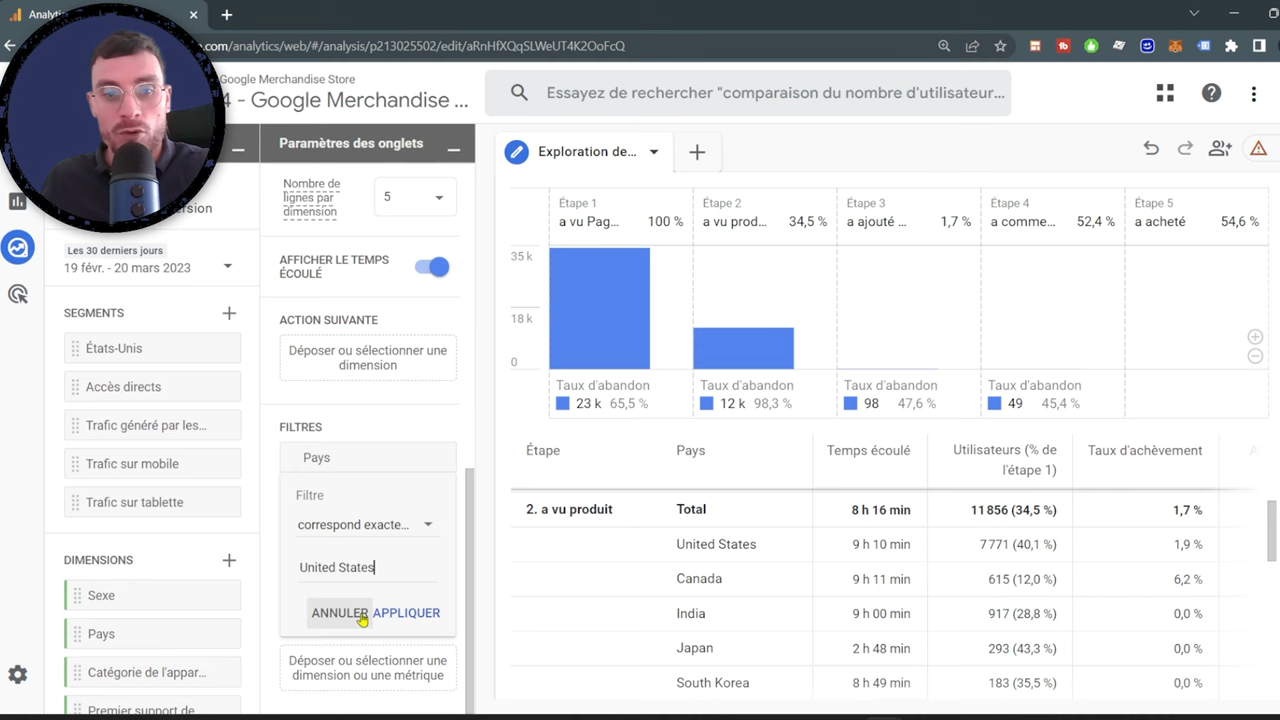 Analyti
com/analytics/web/#/analysis/p213025502/edit/aRnHfXQqSLWeUT4K2OoFcQ
Google Merchandise Store
4 - Google Merchandise ...
Essayez de rechercher "comparaison du nombre d'utilisateur...
rsion
Les 30 derniers jours
19 févr. - 20 mars 2023
SEGMENTS
États-Unis
Accès directs
Trafic généré par les...
Trafic sur mobile
Trafic sur tablette
DIMENSIONS
Sexe
Pays
Catégorie de l'appar...
Premier support de
Paramètres des onglets
Nombre de
lignes par
dimension
5
AFFICHER LE TEMPS
ÉCOULÉ
ACTION SUIVANTE
Déposer ou sélectionner une
dimension
FILTRES
Pays
Filtre
correspond exacte...
United States
ANNULER APPLIQUER
Déposer ou sélectionner une
dimension ou une métrique
Exploration de...
Étape 1
a vu Pag... 100 %
Étape 2
a vu prod... 34,5 %
Étape 3
a ajouté ... 1,7 %
Étape 4
a comme... 52,4 %
Étape 5
a acheté 54,6 %
35 k
18 k
0
Taux d'abandon
23 k 65,5 %
Taux d'abandon
12 k 98,3 %
Taux d'abandon
98 47,6 %
Taux d'abandon
49 45,4 %
Étape Pays Temps écoulé Utilisateurs (% de l'étape 1) Taux d'achèvement
2. a vu produit Total 8 h 16 min 11 856 (34,5 %) 1,7 %
United States 9 h 10 min 7 771 (40,1 %) 1,9 %
Canada 9 h 11 min 615 (12,0 %) 6,2 %
India 9 h 00 min 917 (28,8 %) 0,0 %
Japan 2 h 48 min 293 (43,3 %) 0,0 %
South Korea 8 h 49 min 183 (35,5 %) 0,0 %